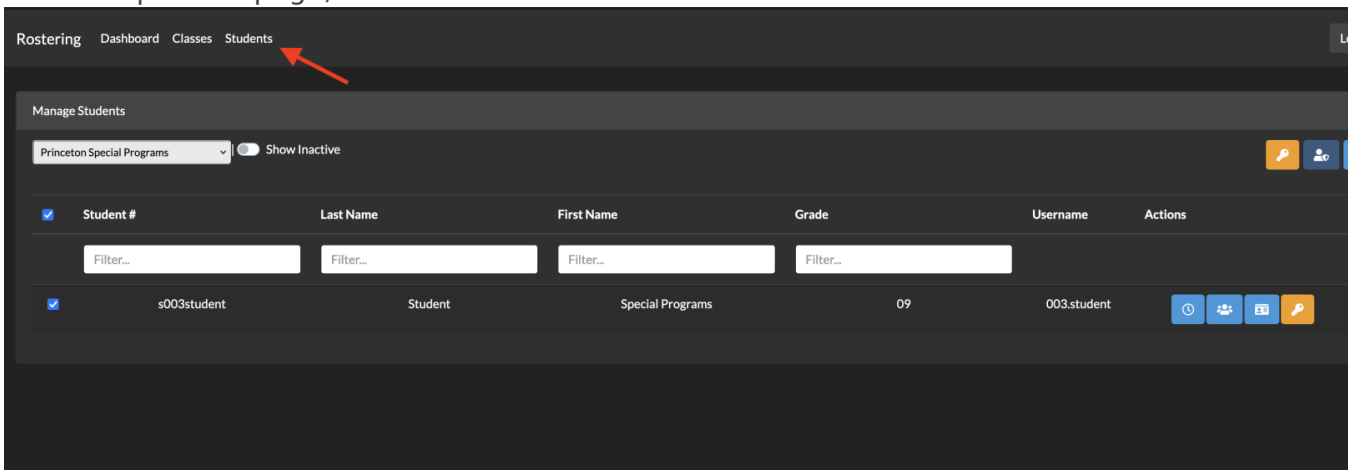 Rostering Dashboard Classes Students
Manage Students
Princeton Special Programs | Show Inactive
Student # Last Name First Name Grade Username Actions
Filter... Filter... Filter... Filter...
s003student Student Special Programs 09 003.student